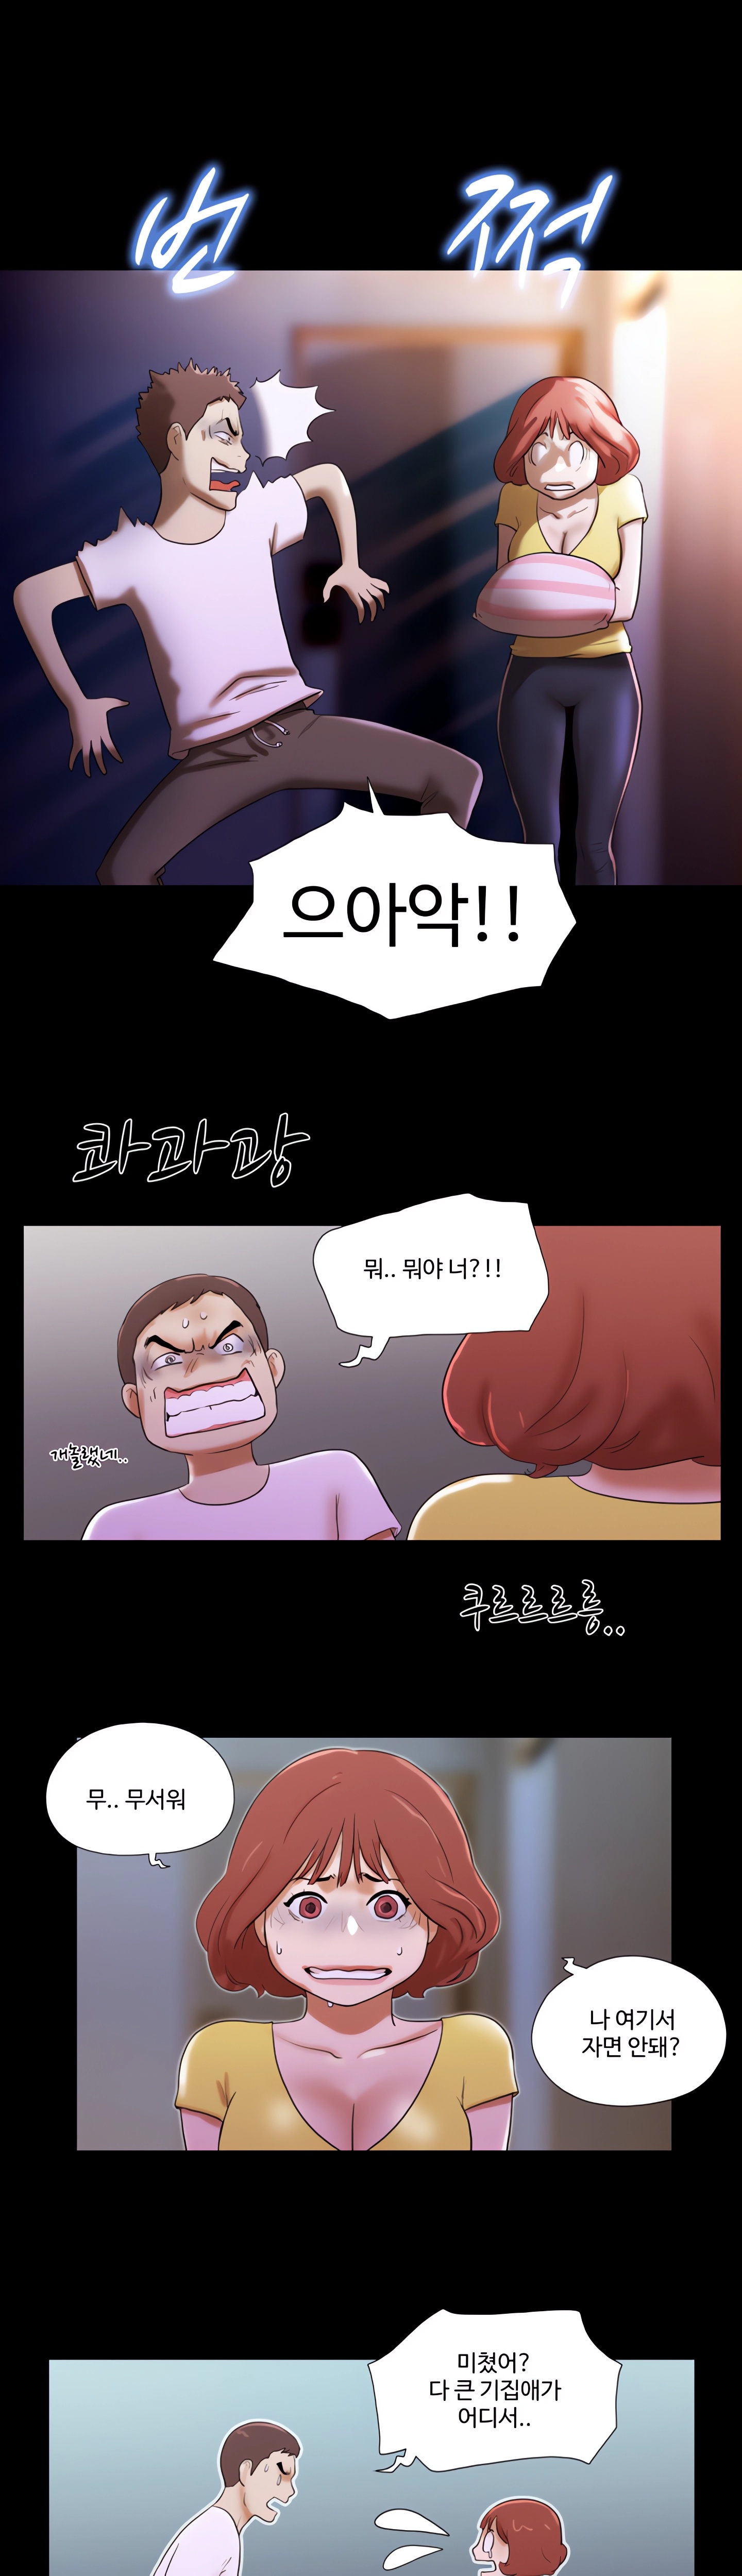 번 쩍
으아악!!
콰과광
뭐.. 뭐야 너?!!
개놀랬네..
쿠르르르릉..
무.. 무서워
나 여기서
자면 안돼?
미쳤어?
다 큰 기집애가
어디서..